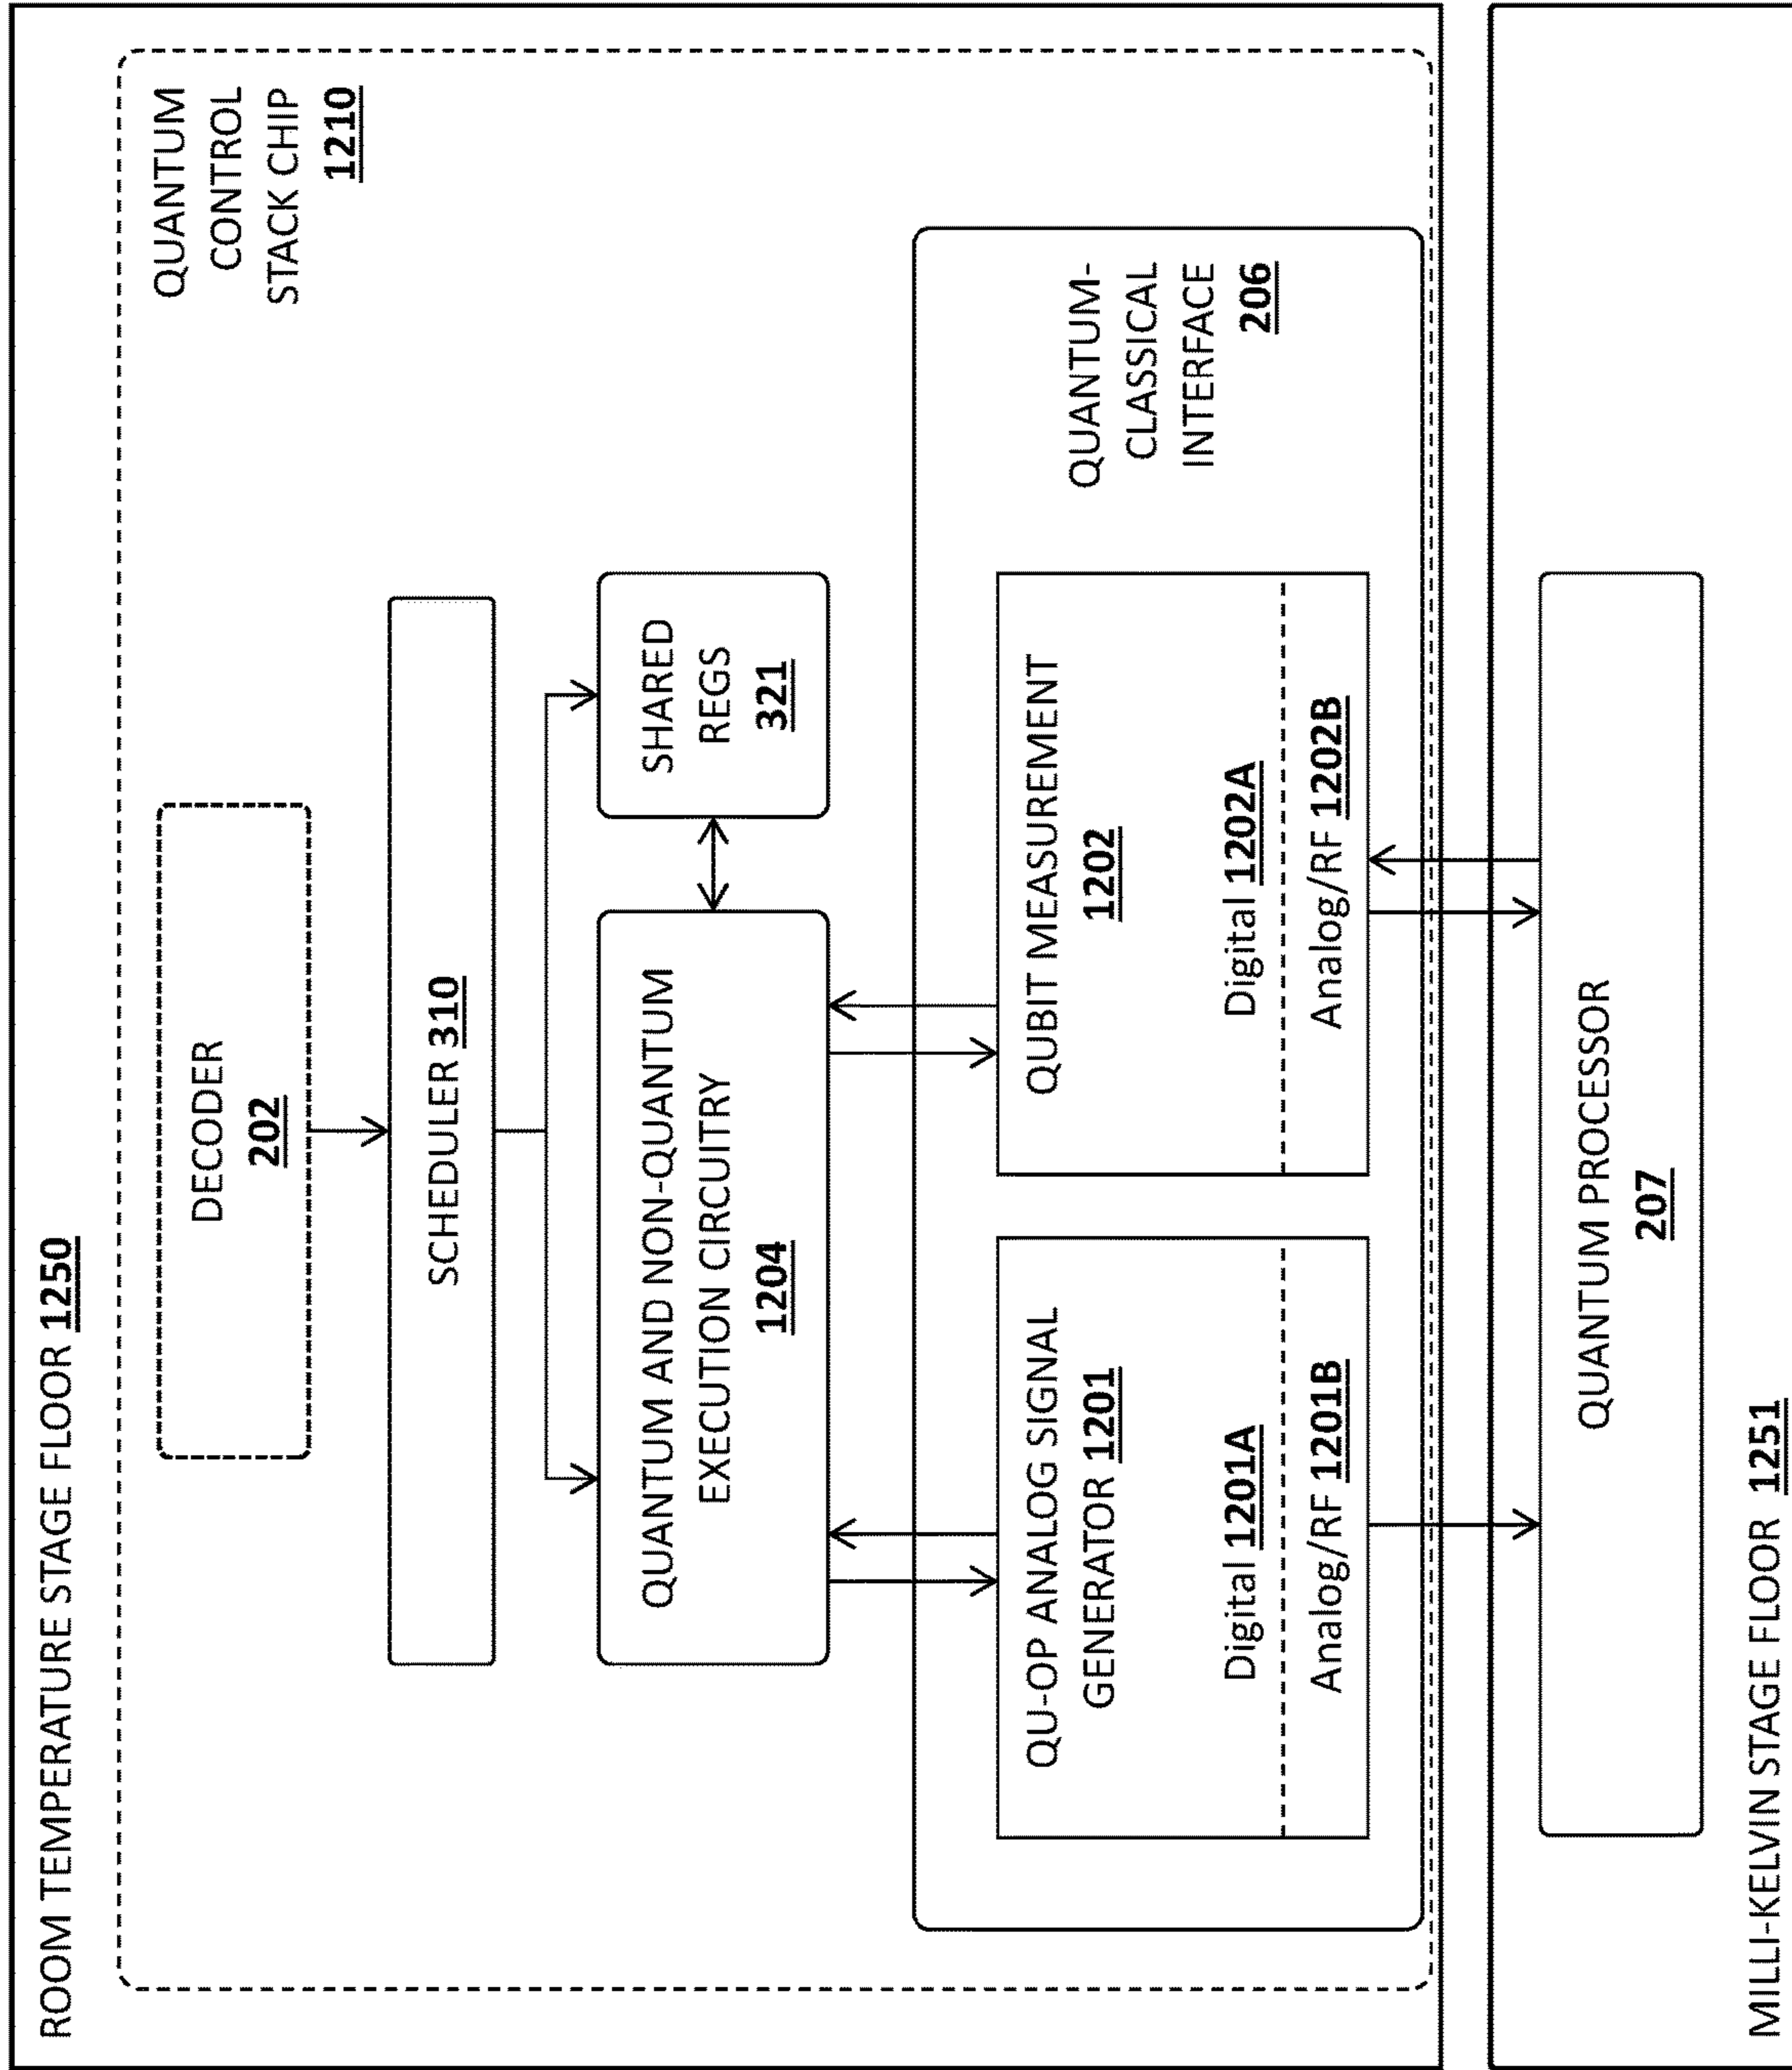 ROOM TEMPERATURE STAGE FLOOR 1250
QUANTUM
CONTROL
STACK CHIP
1210
DECODER
202
SCHEDULER 310
QUANTUM AND NON-QUANTUM
EXECUTION CIRCUITRY
1204
SHARED
REGS
321
QU-OP ANALOG SIGNAL
GENERATOR 1201
Digital 1201A
Analog/RF 1201B
QUBIT MEASUREMENT
1202
Digital 1202A
Analog/RF 1202B
QUANTUM-
CLASSICAL
INTERFACE
206
QUANTUM PROCESSOR
207
MILLI-KELVIN STAGE FLOOR 1251